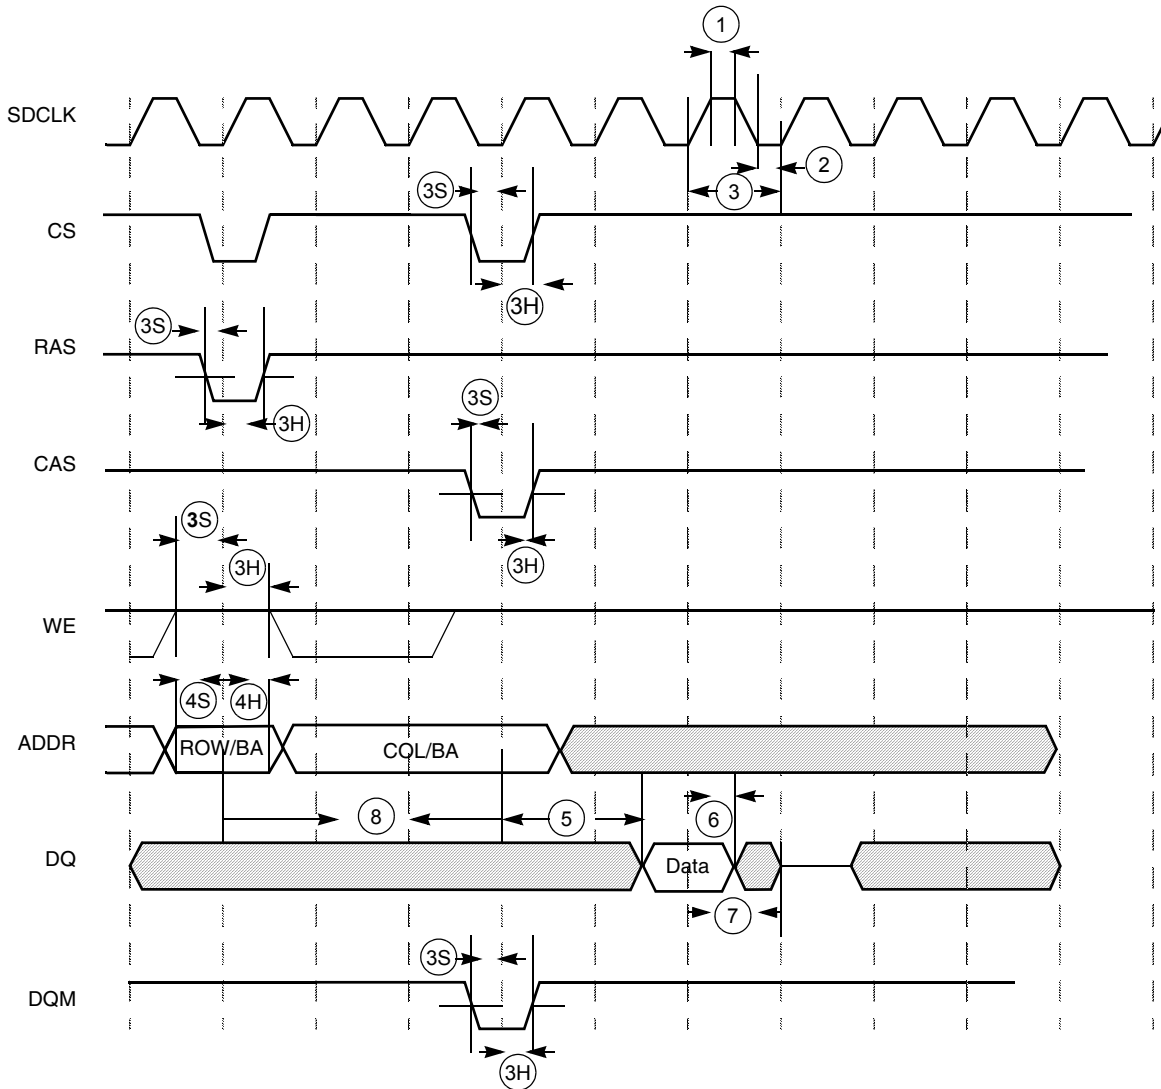 1
SDCLK
2
3S
3
CS
3H
3S
RAS
3S
3H
CAS
3S
3H
3H
WE
4S
4H
ADDR
ROW/BA
COL/BA
8
5
6
DQ
Data
7
3S
DQM
3H